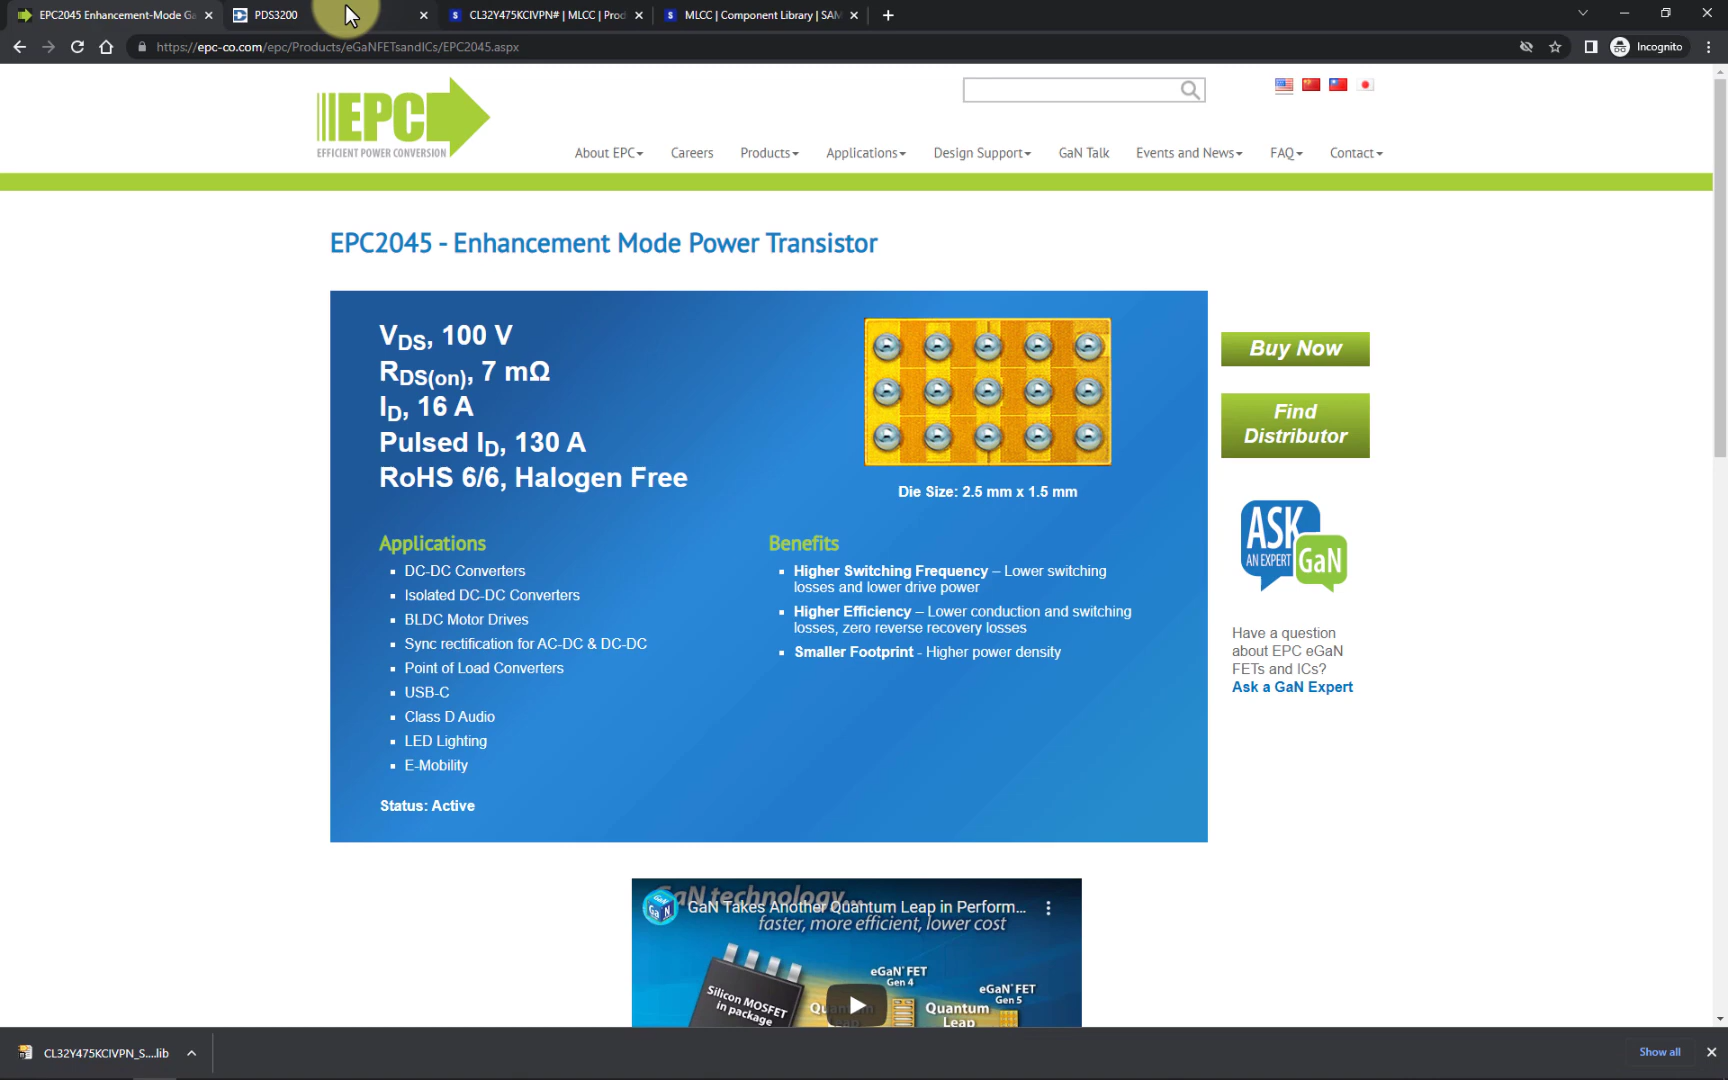 EPC2045 Enhancement-Mode Ga
PDS3200
CL32Y475KCIVPN# | MLCC | Prod
MLCC | Component Library | SAM
https://epc-co.com/epc/Products/eGaNFETsandICs/EPC2045.aspx
Incognito
EPC
EFFICIENT POWER CONVERSION
About EPC
Careers
Products
Applications
Design Support
GaN Talk
Events and News
FAQ
Contact
EPC2045 - Enhancement Mode Power Transistor
VDS, 100 V
RDS(on), 7 mΩ
ID, 16 A
Pulsed ID, 130 A
RoHS 6/6, Halogen Free
Die Size: 2.5 mm x 1.5 mm
Applications
DC-DC Converters
Isolated DC-DC Converters
BLDC Motor Drives
Sync rectification for AC-DC & DC-DC
Point of Load Converters
USB-C
Class D Audio
LED Lighting
E-Mobility
Status: Active
Benefits
Higher Switching Frequency – Lower switching
losses and lower drive power
Higher Efficiency – Lower conduction and switching
losses, zero reverse recovery losses
Smaller Footprint - Higher power density
Buy Now
Find
Distributor
ASK
AN EXPERT
GaN
Have a question
about EPC eGaN
FETs and ICs?
Ask a GaN Expert
GaN technology...
GaN
GaN Takes Another Quantum Leap in Perform...
faster, more efficient, lower cost
Silicon MOSFET
in package
eGaN® FET
Gen 4
Quantum
Leap
eGaN® FET
Gen 5
CL32Y475KCIVPN_S....lib
Show all